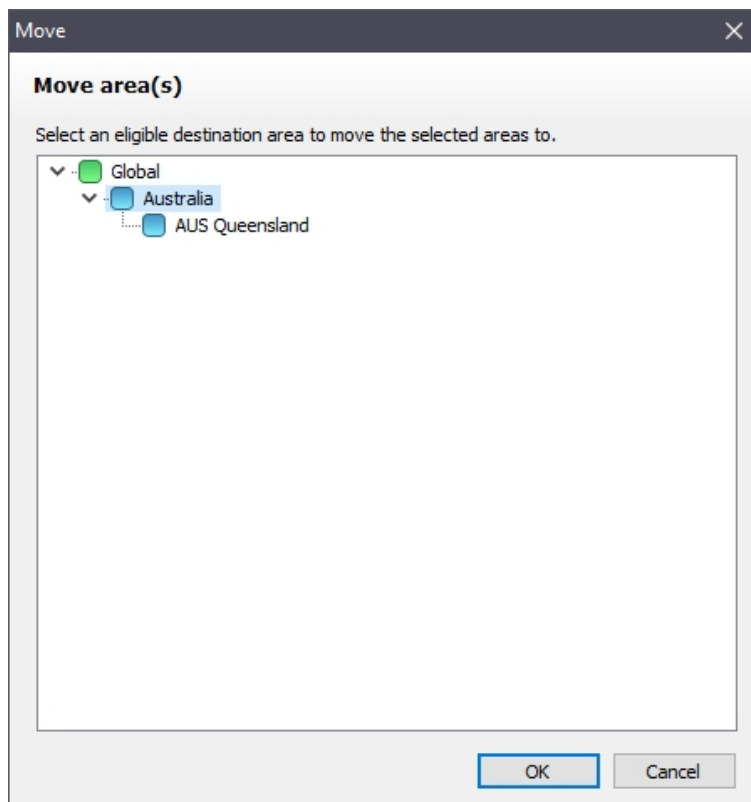 Move
Move area(s)
Select an eligible destination area to move the selected areas to.
Global
Australia
AUS Queensland
OK Cancel